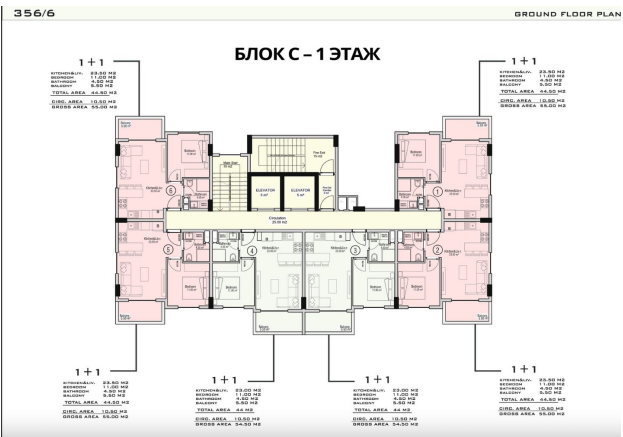 356/6
GROUND FLOOR PLAN
БЛОК C – 1 ЭТАЖ
1+1
KITCHEN&LIV. 23.50 M2
BEDROOM 11.00 M2
BATHROOM 4.50 M2
BALCONY 5.50 M2
TOTAL AREA 44.50 M2
CIRC. AREA 10.50 M2
GROSS AREA 55.00 M2
1+1
KITCHEN&LIV. 23.50 M2
BEDROOM 11.00 M2
BATHROOM 4.50 M2
BALCONY 5.50 M2
TOTAL AREA 44.50 M2
CIRC. AREA 10.50 M2
GROSS AREA 55.00 M2
Main Stair
Fire Exit
ELEVATOR
ELEVATOR
Circulation
6
1
5
4
3
2
1+1
KITCHEN&LIV. 23.50 M2
BEDROOM 11.00 M2
BATHROOM 4.50 M2
BALCONY 5.50 M2
TOTAL AREA 44.50 M2
CIRC. AREA 10.50 M2
GROSS AREA 55.00 M2
1+1
KITCHEN&LIV. 23.00 M2
BEDROOM 11.00 M2
BATHROOM 4.50 M2
BALCONY 5.50 M2
TOTAL AREA 44 M2
CIRC. AREA 10.50 M2
GROSS AREA 54.50 M2
1+1
KITCHEN&LIV. 23.00 M2
BEDROOM 11.00 M2
BATHROOM 4.50 M2
BALCONY 5.50 M2
TOTAL AREA 44 M2
CIRC. AREA 10.50 M2
GROSS AREA 54.50 M2
1+1
KITCHEN&LIV. 23.50 M2
BEDROOM 11.00 M2
BATHROOM 4.50 M2
BALCONY 5.50 M2
TOTAL AREA 44.50 M2
CIRC. AREA 10.50 M2
GROSS AREA 55.00 M2